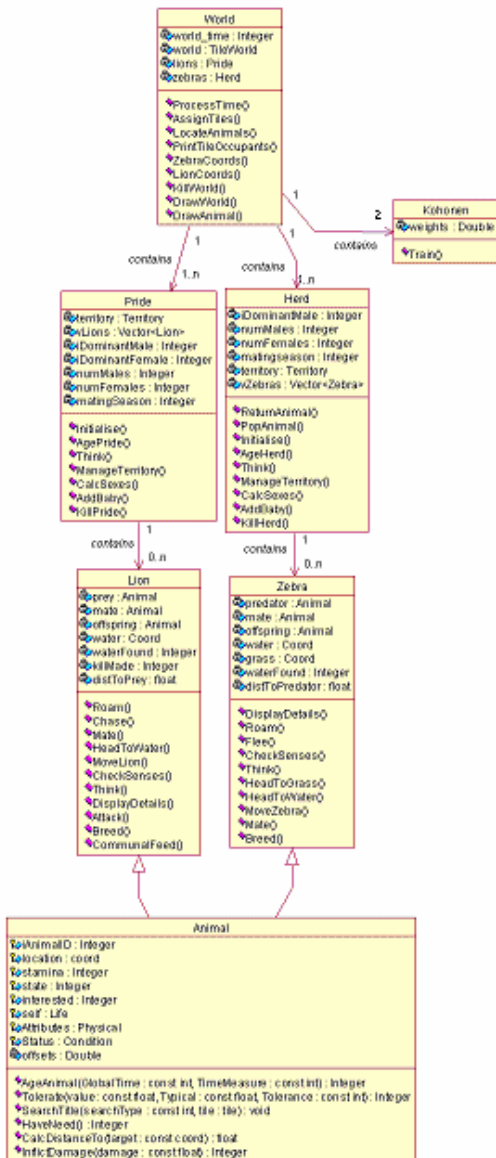 World
world_time : Integer
world : TileWorld
lions : Pride
zebras : Herd
ProcessTime()
AssignTiles()
LocateAnimals()
PrintTileOccupants()
ZebraCoords()
LionCoords()
KillWorld()
DrawWorld()
DrawAnimal()
1
2
contains
Kohonen
weights : Double
Train()
1
contains
1..n
1
contains
1..n
Pride
territory : Territory
vLions : Vector<Lion>
iDominantMale : Integer
iDominantFemale : Integer
numMales : Integer
numFemales : Integer
matingSeason : Integer
Initialise()
AgePride()
Think()
ManageTerritory()
CalcSexes()
AddBaby()
KillPride()
Herd
iDominantMale : Integer
numMales : Integer
numFemales : Integer
matingseason : Integer
territory : Territory
vZebras : Vector<Zebra>
ReturnAnimal()
PopAnimal()
Initialise()
AgeHerd()
Think()
ManageTerritory()
CalcSexes()
AddBaby()
KillHerd()
1
contains
0..n
1
contains
0..n
Lion
prey : Animal
mate : Animal
offspring : Animal
water : Coord
waterFound : Integer
killMade : Integer
distToPrey : float
Roam()
Chase()
Mate()
HeadToWater()
MoveLion()
CheckSenses()
Think()
DisplayDetails()
Attack()
Breed()
CommunalFeed()
Zebra
predator : Animal
mate : Animal
offspring : Animal
water : Coord
grass : Coord
waterFound : Integer
distToPredator : float
DisplayDetails()
Roam()
Flee()
CheckSenses()
Think()
HeadToGrass()
HeadToWater()
MoveZebra()
Mate()
Breed()
Animal
iAnimalID : Integer
location : coord
stamina : Integer
state : Integer
interested : Integer
self : Life
Attributes : Physical
Status : Condition
offsets : Double
AgeAnimal(GlobalTime : const int, TimeMeasure : const int) : Integer
Tolerate(value : const float, Typical : const float, Tolerance : const int) : Integer
SearchTile(searchType : const int, tile : tile) : void
HaveNeed() : Integer
CalcDistanceTo(target : const coord) : float
InflictDamage(damage : const float) : Integer